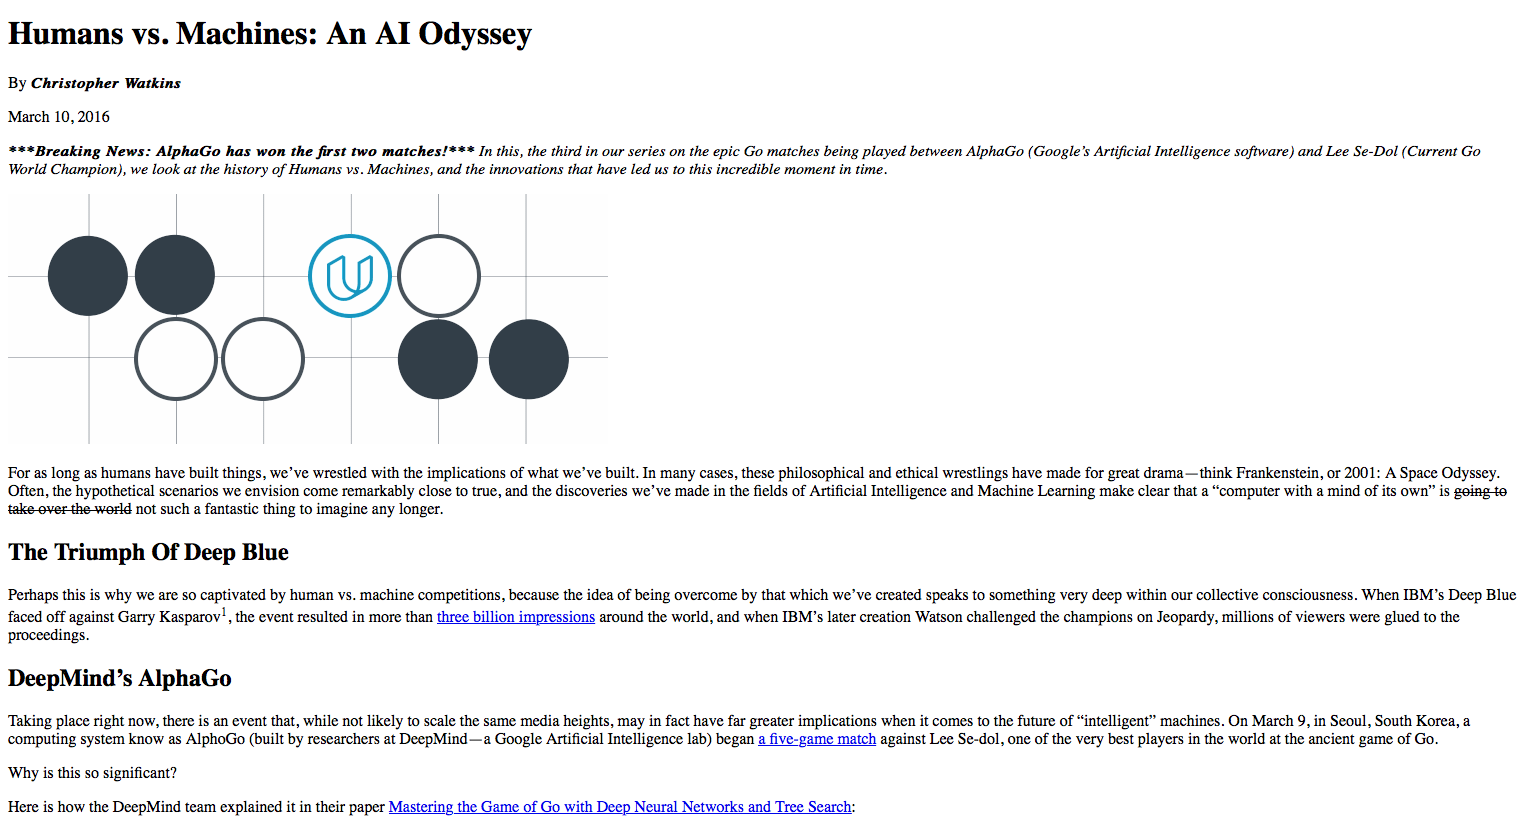 Humans vs. Machines: An AI Odyssey
By Christopher Watkins
March 10, 2016
***Breaking News: AlphaGo has won the first two matches!*** In this, the third in our series on the epic Go matches being played between AlphaGo (Google’s Artificial Intelligence software) and Lee Se-Dol (Current Go
World Champion), we look at the history of Humans vs. Machines, and the innovations that have led us to this incredible moment in time.
For as long as humans have built things, we’ve wrestled with the implications of what we’ve built. In many cases, these philosophical and ethical wrestlings have made for great drama—think Frankenstein, or 2001: A Space Odyssey.
Often, the hypothetical scenarios we envision come remarkably close to true, and the discoveries we’ve made in the fields of Artificial Intelligence and Machine Learning make clear that a “computer with a mind of its own” is going to
take over the world not such a fantastic thing to imagine any longer.
The Triumph Of Deep Blue
Perhaps this is why we are so captivated by human vs. machine competitions, because the idea of being overcome by that which we’ve created speaks to something very deep within our collective consciousness. When IBM’s Deep Blue
faced off against Garry Kasparov1, the event resulted in more than three billion impressions around the world, and when IBM’s later creation Watson challenged the champions on Jeopardy, millions of viewers were glued to the
proceedings.
DeepMind’s AlphaGo
Taking place right now, there is an event that, while not likely to scale the same media heights, may in fact have far greater implications when it comes to the future of “intelligent” machines. On March 9, in Seoul, South Korea, a
computing system know as AlphoGo (built by researchers at DeepMind—a Google Artificial Intelligence lab) began a five-game match against Lee Se-dol, one of the very best players in the world at the ancient game of Go.
Why is this so significant?
Here is how the DeepMind team explained it in their paper Mastering the Game of Go with Deep Neural Networks and Tree Search: